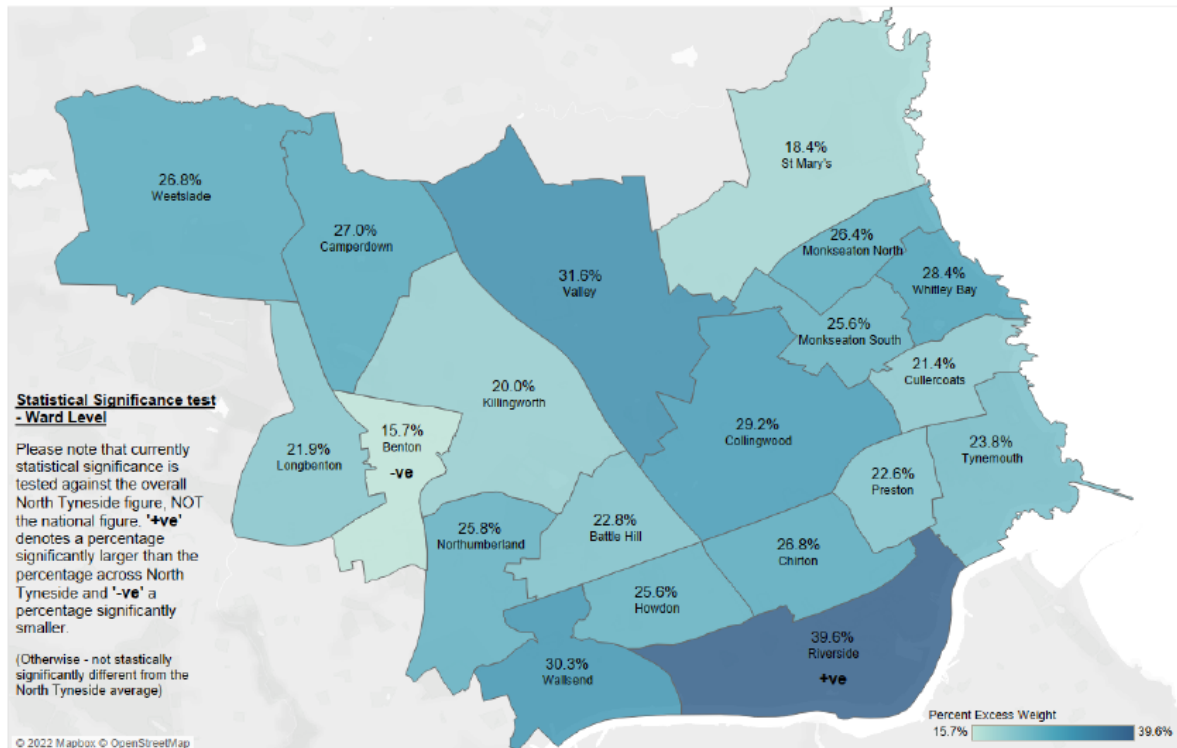 18.4%
St Mary's
26.8%
Weetslade
27.0%
Camperdown
26.4%
Monkseaton North
31.6%
Valley
28.4%
Whitley Bay
25.6%
Monkseaton South
21.4%
Cullercoats
20.0%
Killingworth
Statistical Significance test
- Ward Level
Please note that currently
statistical significance is
tested against the overall
North Tyneside figure, NOT
the national figure. '+ve'
denotes a percentage
significantly larger than the
percentage across North
Tyneside and '-ve' a
percentage significantly
smaller.
(Otherwise - not stastically
significantly different from the
North Tyneside average)
15.7%
Benton
-ve
21.9%
Longbenton
29.2%
Collingwood
23.8%
Tynemouth
22.6%
Preston
25.8%
Northumberland
22.8%
Battle Hill
26.8%
Chirton
25.6%
Howdon
39.6%
Riverside
+ve
30.3%
Wallsend
Percent Excess Weight
15.7% 39.6%
© 2022 Mapbox © OpenStreetMap